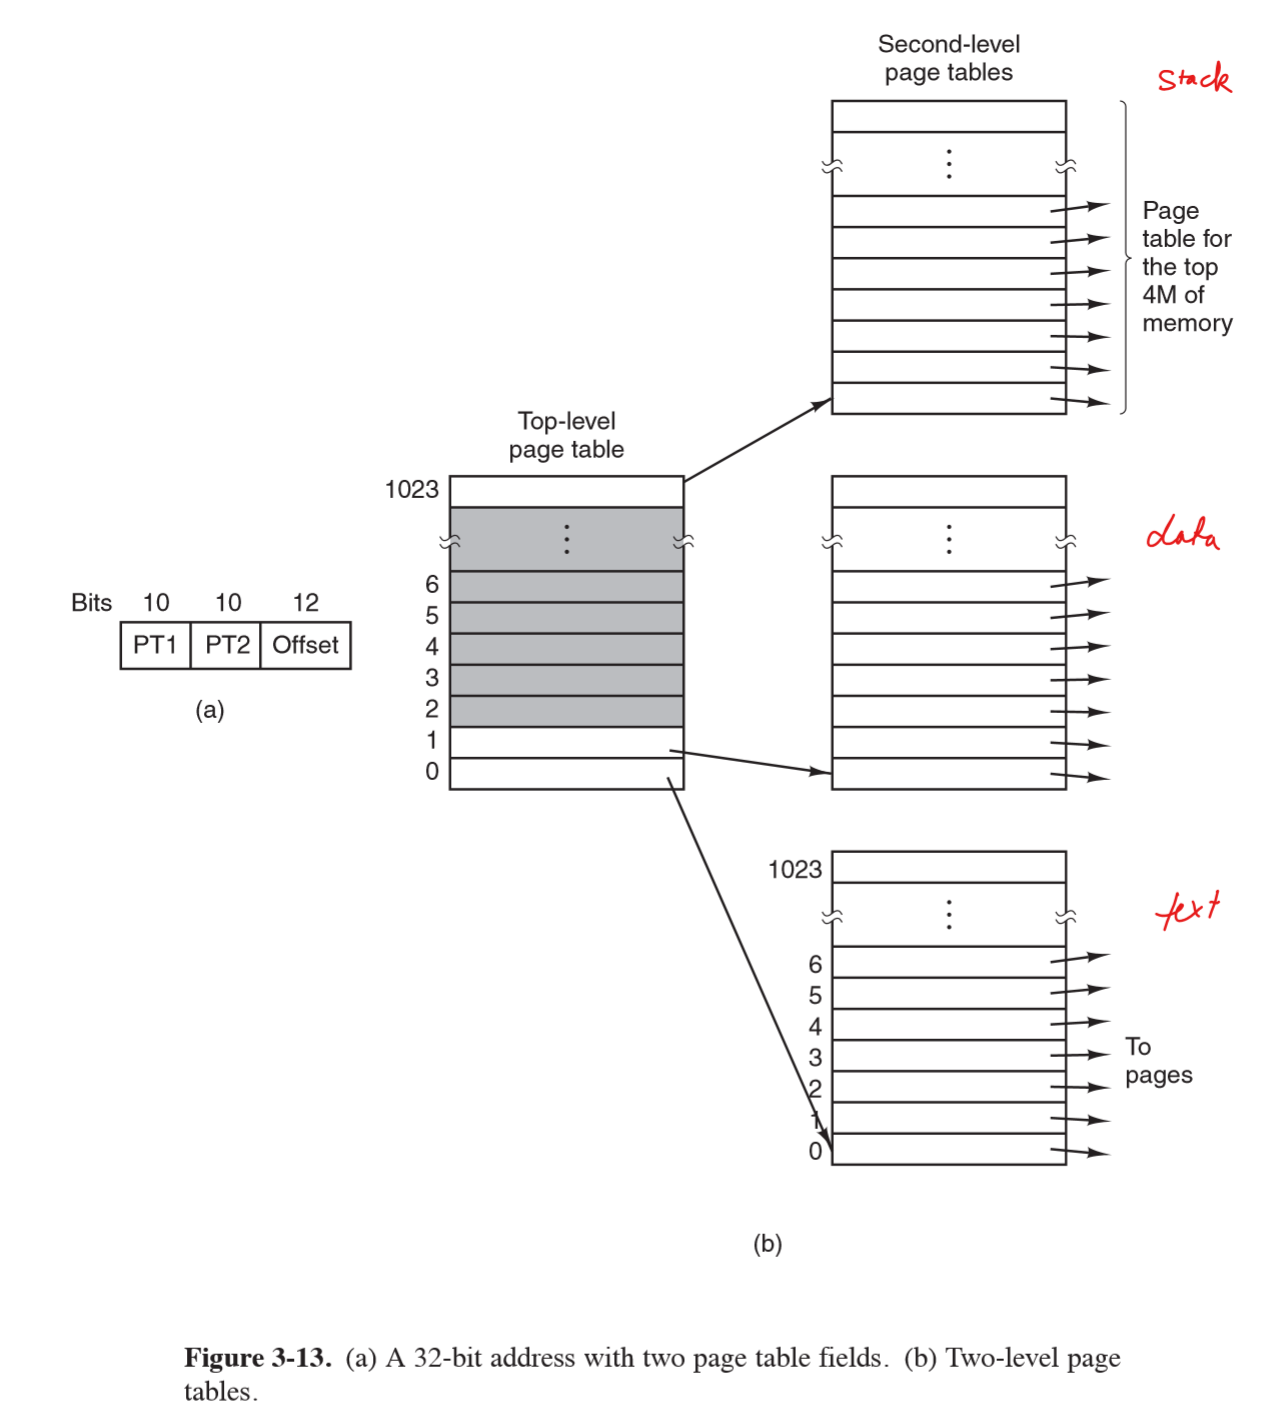 Second-level
page tables
stack
Page
table for
the top
4M of
memory
Top-level
page table
1023
6
5
4
3
2
1
0
data
Bits 10 10 12
PT1 PT2 Offset
(a)
1023
text
6
5
4
3
2
1
0
To
pages
(b)
Figure 3-13. (a) A 32-bit address with two page table fields. (b) Two-level page
tables.